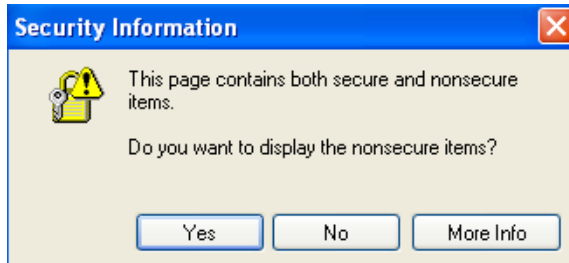 Security Information
This page contains both secure and nonsecure
items.
Do you want to display the nonsecure items?
Yes No More Info